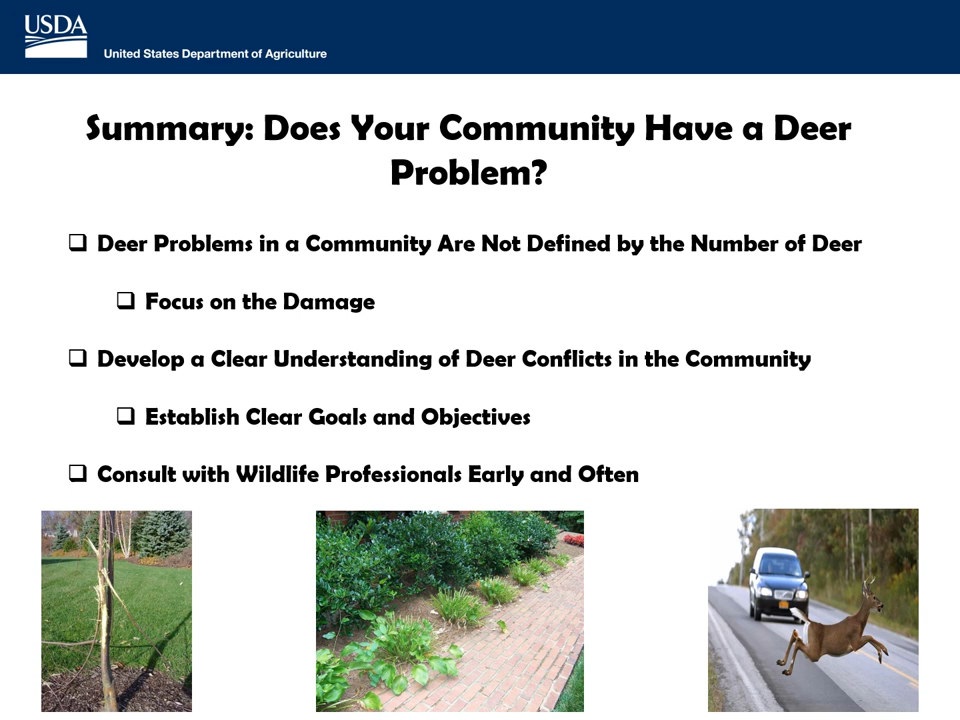 USDA
United States Department of Agriculture
Summary: Does Your Community Have a Deer
Problem?
❑ Deer Problems in a Community Are Not Defined by the Number of Deer
❑ Focus on the Damage
❑ Develop a Clear Understanding of Deer Conflicts in the Community
❑ Establish Clear Goals and Objectives
❑ Consult with Wildlife Professionals Early and Often